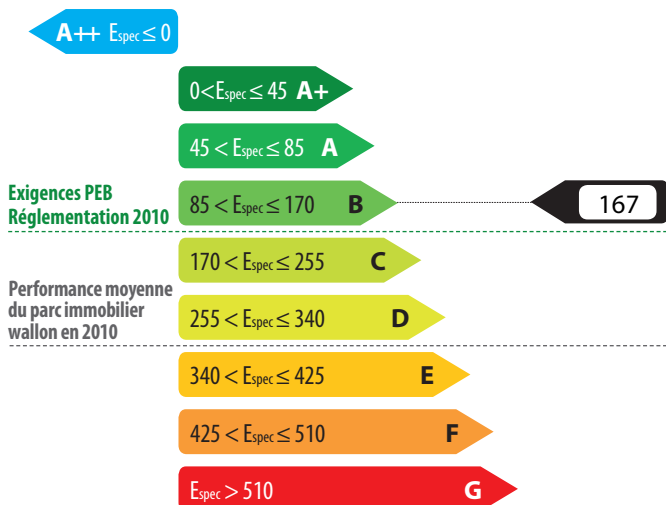 A++ Espec ≤ 0
0<Espec ≤ 45 A+
45 < Espec ≤ 85 A
Exigences PEB
Réglementation 2010
85 < Espec ≤ 170 B
167
170 < Espec ≤ 255 C
Performance moyenne
du parc immobilier
wallon en 2010
255 < Espec ≤ 340 D
340 < Espec ≤ 425 E
425 < Espec ≤ 510 F
Espec > 510 G